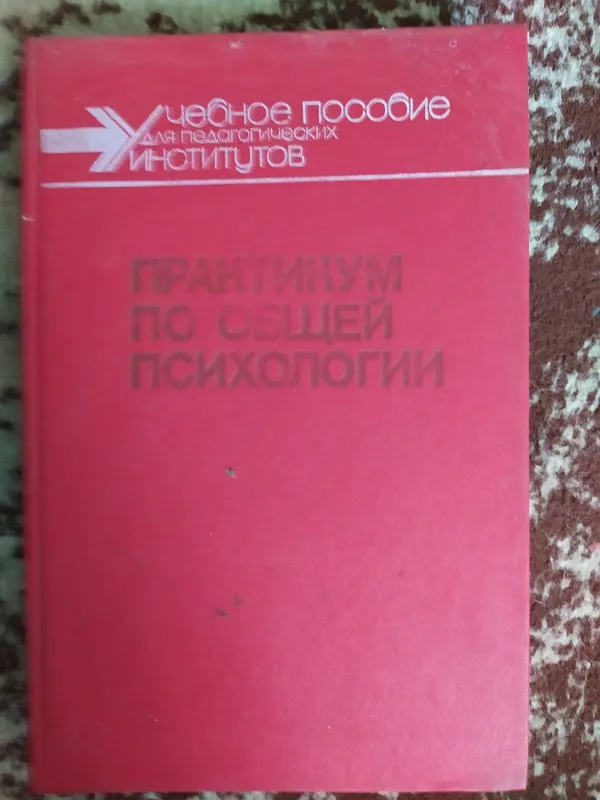 Учебное пособие
для педагогических
институтов
ПРАКТИКУМ
ПО ОБЩЕЙ
ПСИХОЛОГИИ